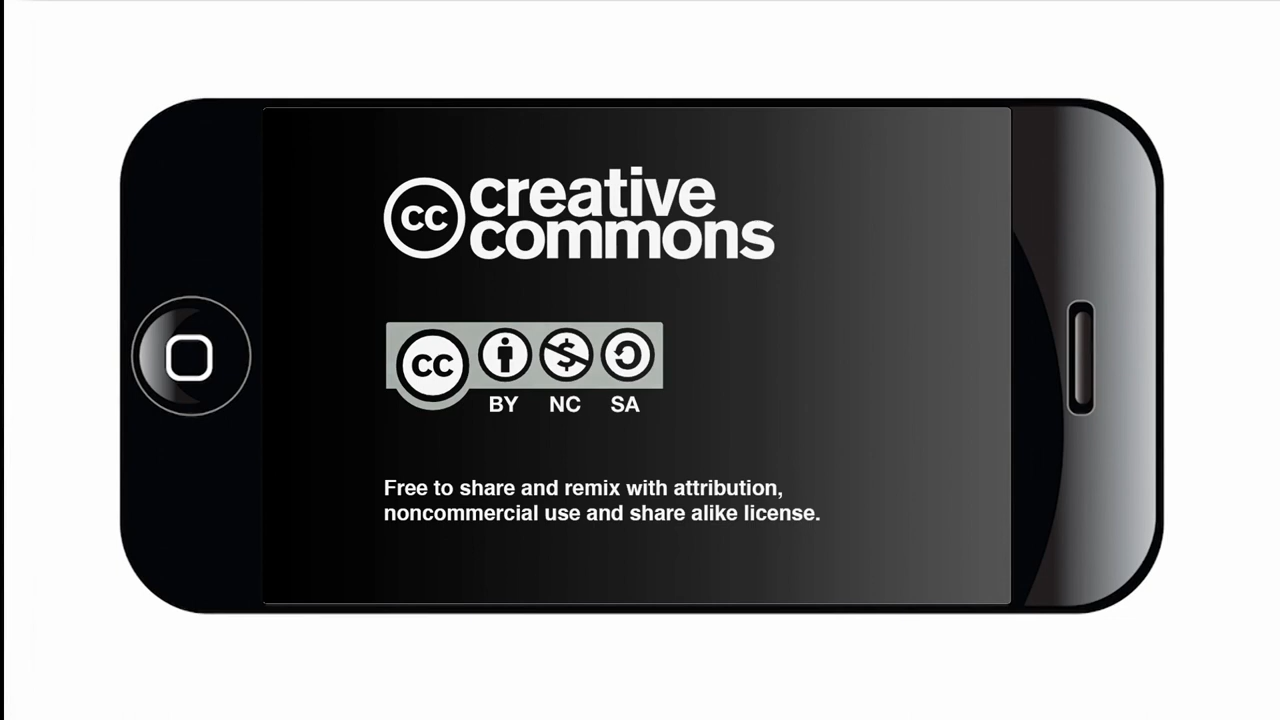 cc creative
commons
cc
BY NC SA
Free to share and remix with attribution,
noncommercial use and share alike license.